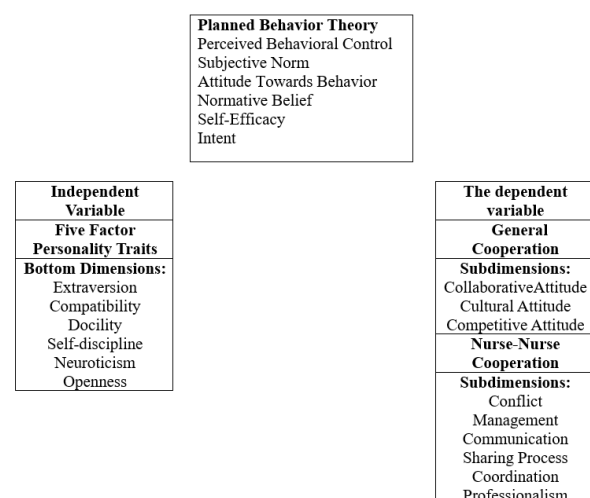 Planned Behavior Theory
Perceived Behavioral Control
Subjective Norm
Attitude Towards Behavior
Normative Belief
Self-Efficacy
Intent
Independent
Variable
Five Factor
Personality Traits
Bottom Dimensions:
Extraversion
Compatibility
Docility
Self-discipline
Neuroticism
Openness
The dependent
variable
General
Cooperation
Subdimensions:
CollaborativeAttitude
Cultural Attitude
Competitive Attitude
Nurse-Nurse
Cooperation
Subdimensions:
Conflict
Management
Communication
Sharing Process
Coordination
Professionalism